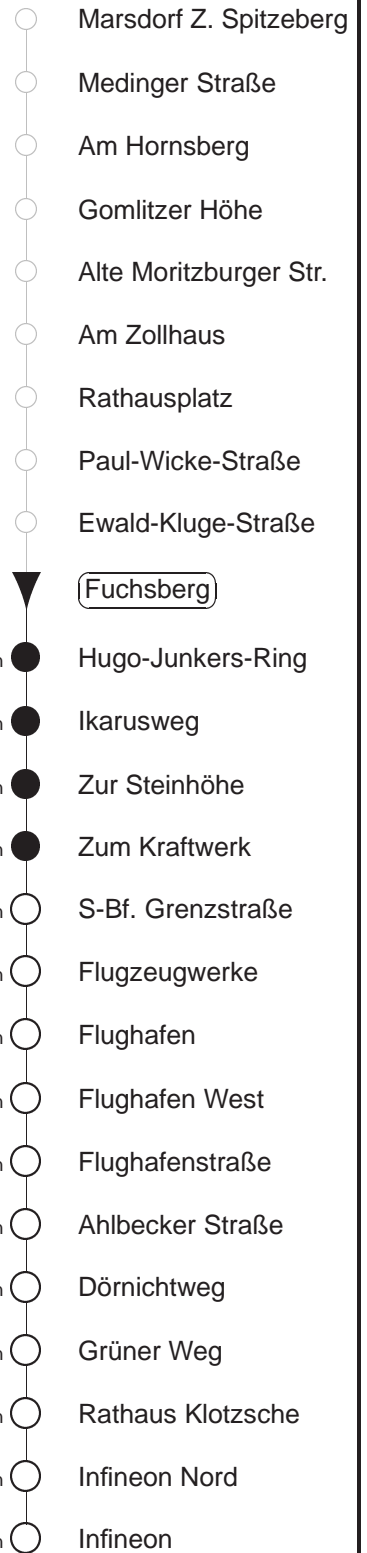 Marsdorf Z. Spitzeberg
Medinger Straße
Am Hornsberg
Gomlitzer Höhe
Alte Moritzburger Str.
Am Zollhaus
Rathausplatz
Paul-Wicke-Straße
Ewald-Kluge-Straße
Fuchsberg
Hugo-Junkers-Ring
Ikarusweg
Zur Steinhöhe
Zum Kraftwerk
S-Bf. Grenzstraße
Flugzeugwerke
Flughafen
Flughafen West
Flughafenstraße
Ahlbecker Straße
Dörnichtweg
Grüner Weg
Rathaus Klotzsche
Infineon Nord
Infineon